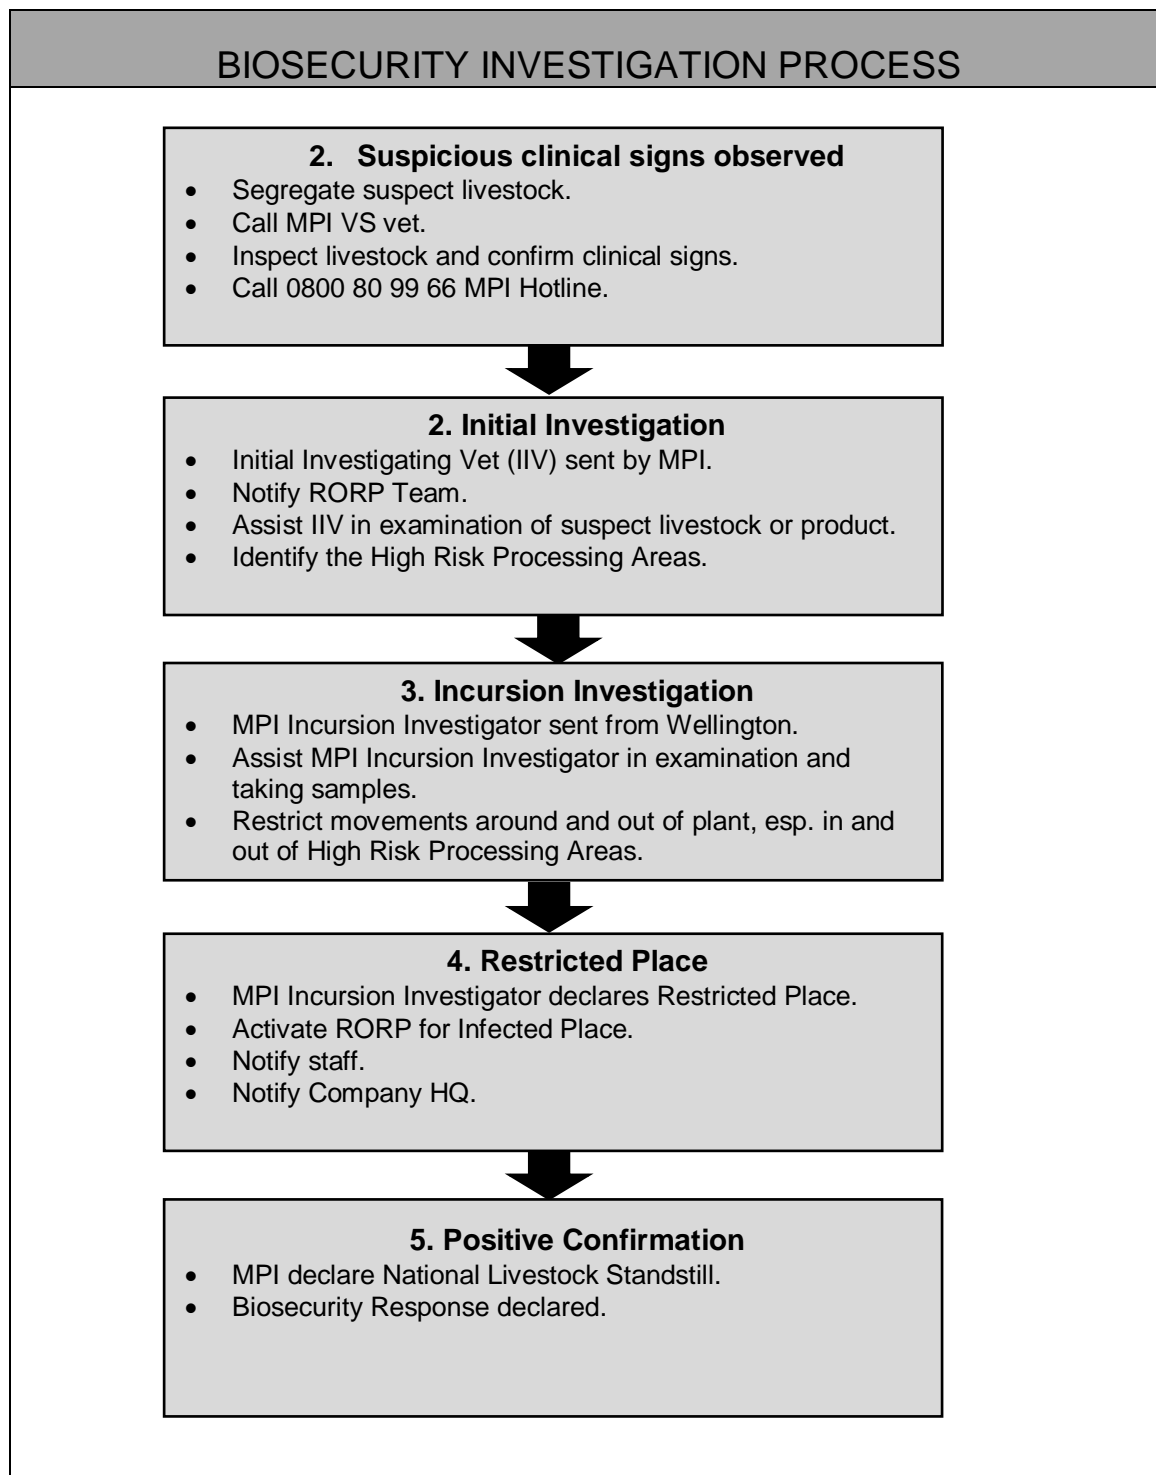 BIOSECURITY INVESTIGATION PROCESS
2. Suspicious clinical signs observed
• Segregate suspect livestock.
• Call MPI VS vet.
• Inspect livestock and confirm clinical signs.
• Call 0800 80 99 66 MPI Hotline.
2. Initial Investigation
• Initial Investigating Vet (IIV) sent by MPI.
• Notify RORP Team.
• Assist IIV in examination of suspect livestock or product.
• Identify the High Risk Processing Areas.
3. Incursion Investigation
• MPI Incursion Investigator sent from Wellington.
• Assist MPI Incursion Investigator in examination and
taking samples.
• Restrict movements around and out of plant, esp. in and
out of High Risk Processing Areas.
4. Restricted Place
• MPI Incursion Investigator declares Restricted Place.
• Activate RORP for Infected Place.
• Notify staff.
• Notify Company HQ.
5. Positive Confirmation
• MPI declare National Livestock Standstill.
• Biosecurity Response declared.